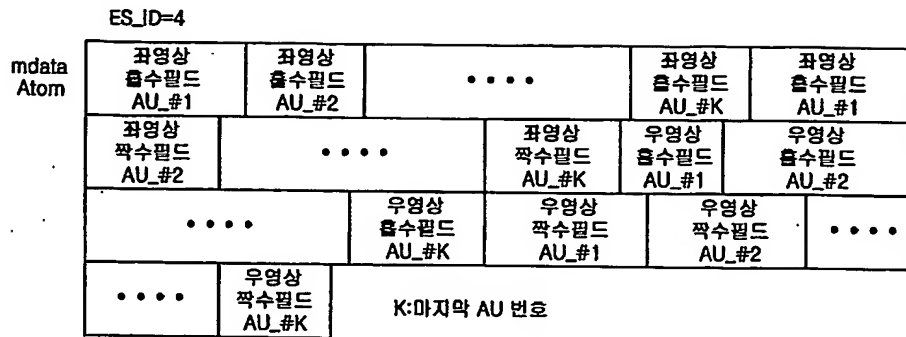 ES_ID=4
mdata
Atom
좌영상
홀수필드
AU_#1
좌영상
홀수필드
AU_#2
• • • •
좌영상
홀수필드
AU_#K
좌영상
홀수필드
AU_#1
좌영상
짝수필드
AU_#2
• • • •
좌영상
짝수필드
AU_#K
우영상
홀수필드
AU_#1
우영상
홀수필드
AU_#2
• • • •
우영상
홀수필드
AU_#K
우영상
짝수필드
AU_#1
우영상
짝수필드
AU_#2
• • • •
• • • •
우영상
짝수필드
AU_#K
K:마지막 AU 번호